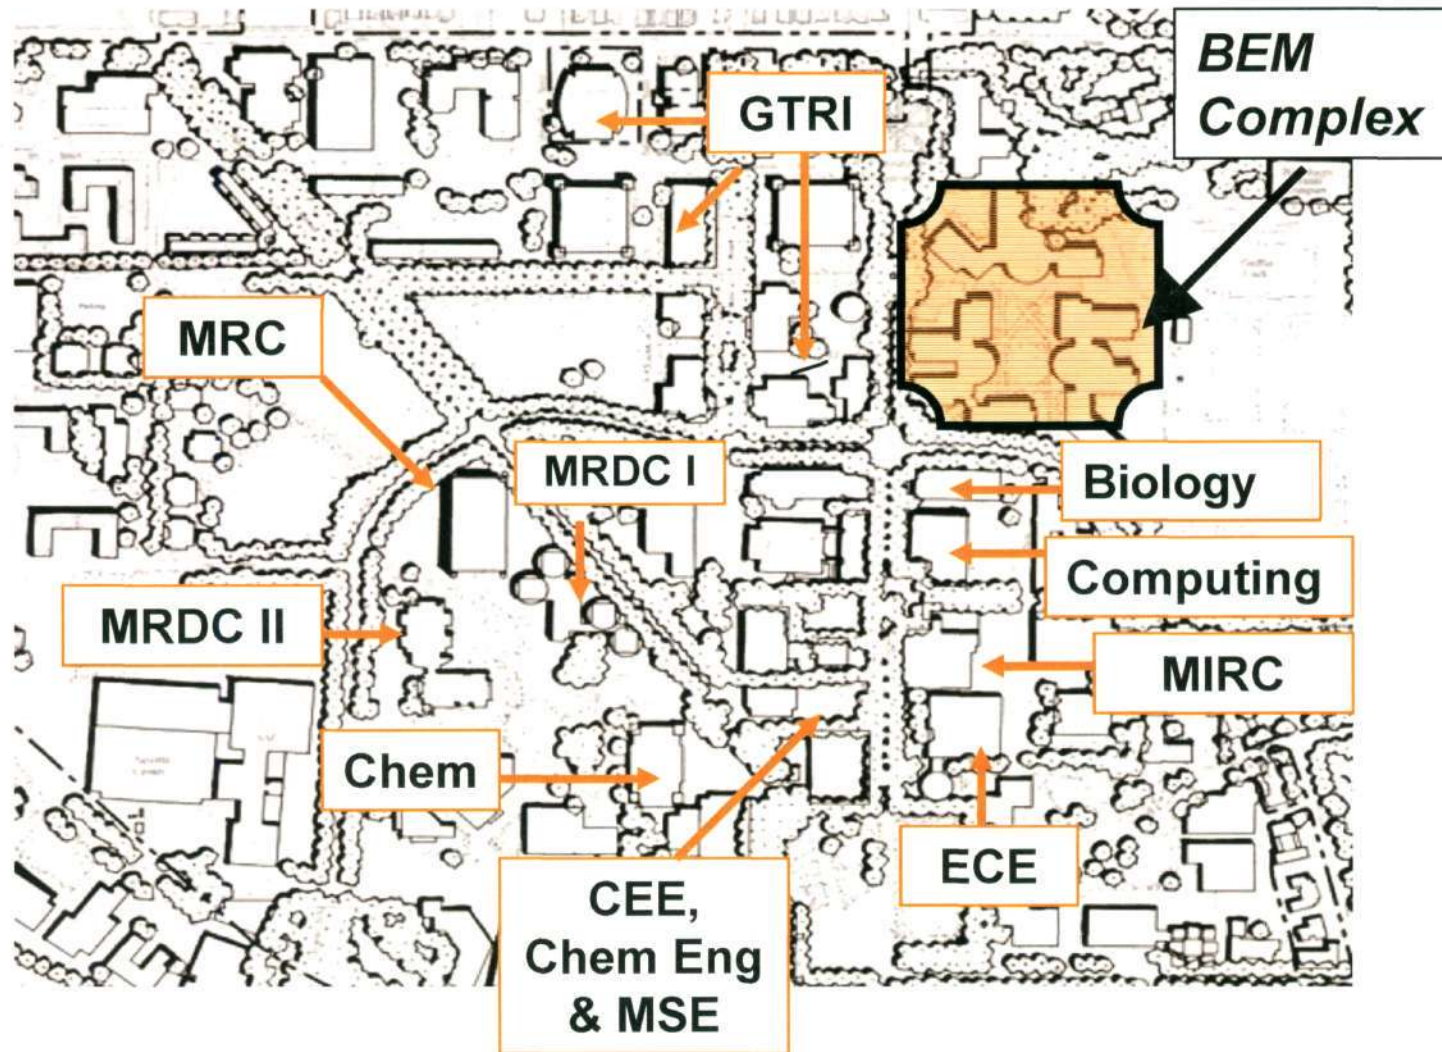 BEM
Complex
GTRI
MRC
MRDC I
Biology
Computing
MRDC II
MIRC
Chem
ECE
CEE,
Chem Eng
& MSE